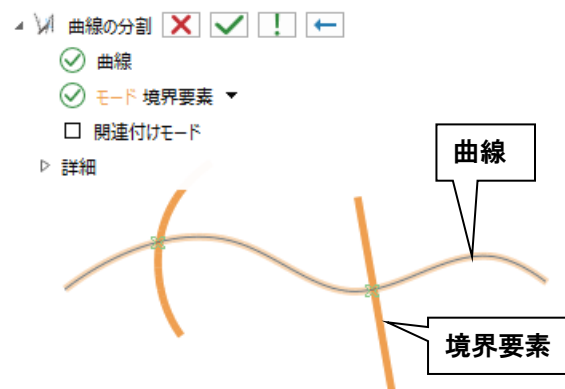 曲線の分割
曲線
モード 境界要素
関連付けモード
詳細
曲線
境界要素